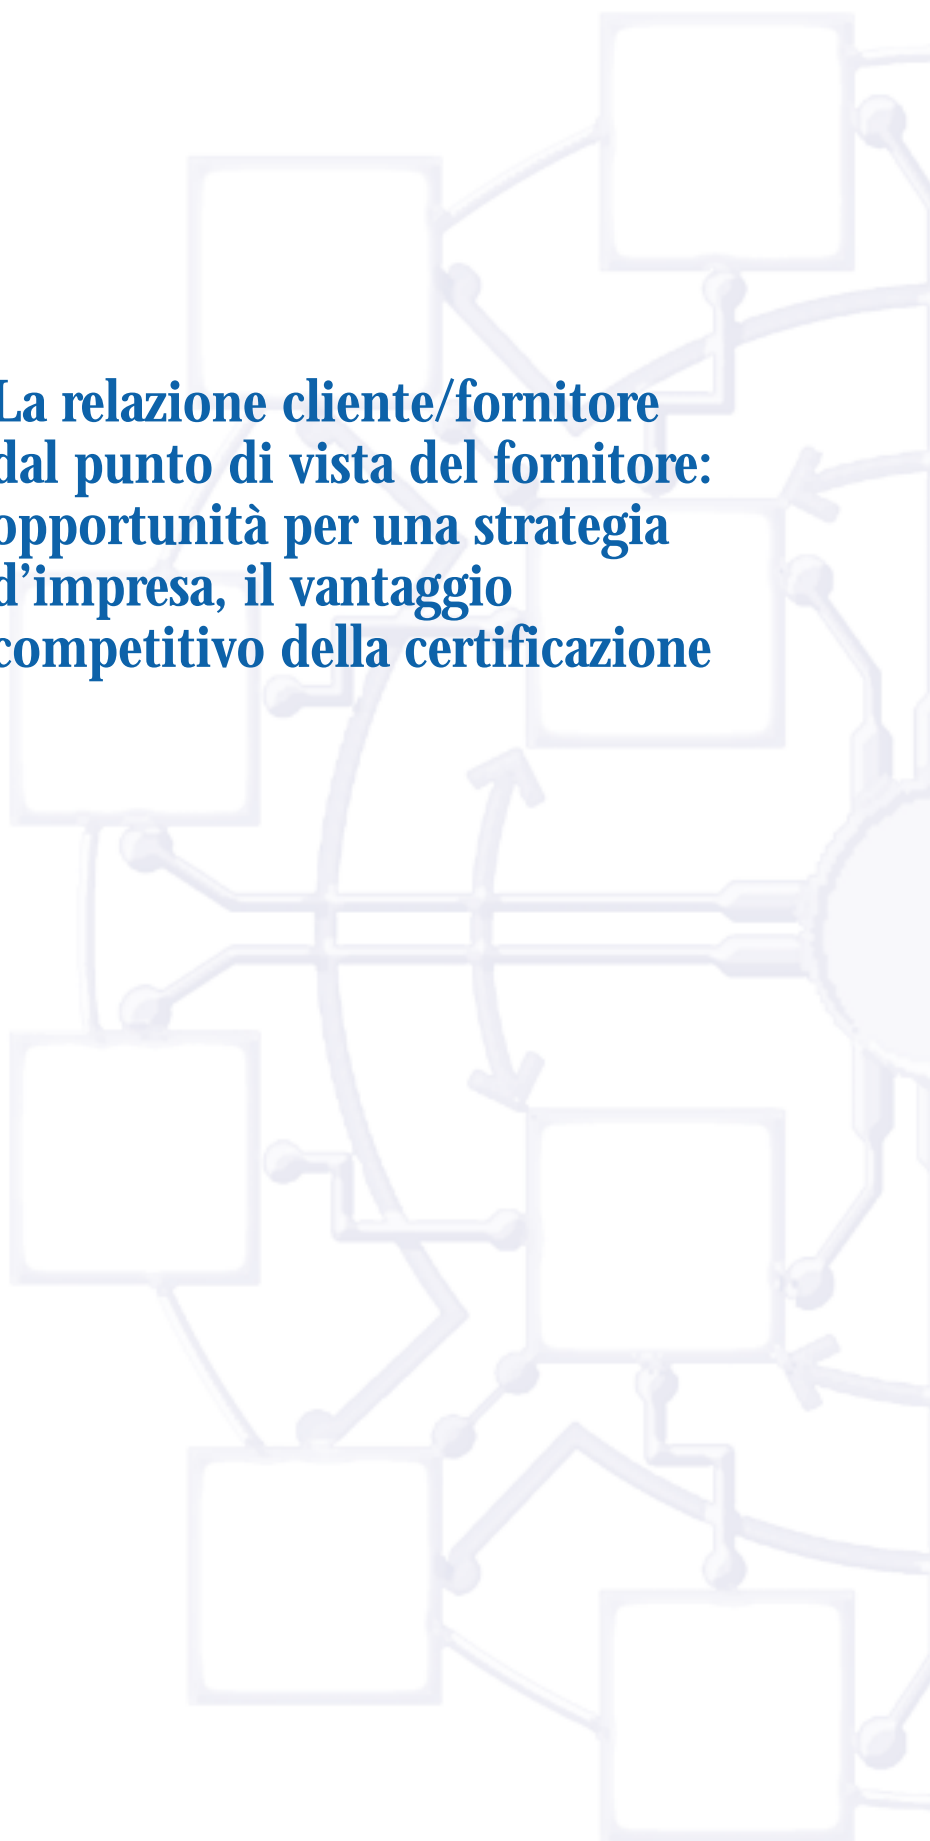 La relazione cliente/fornitore
dal punto di vista del fornitore:
opportunità per una strategia
d’impresa, il vantaggio
competitivo della certificazione